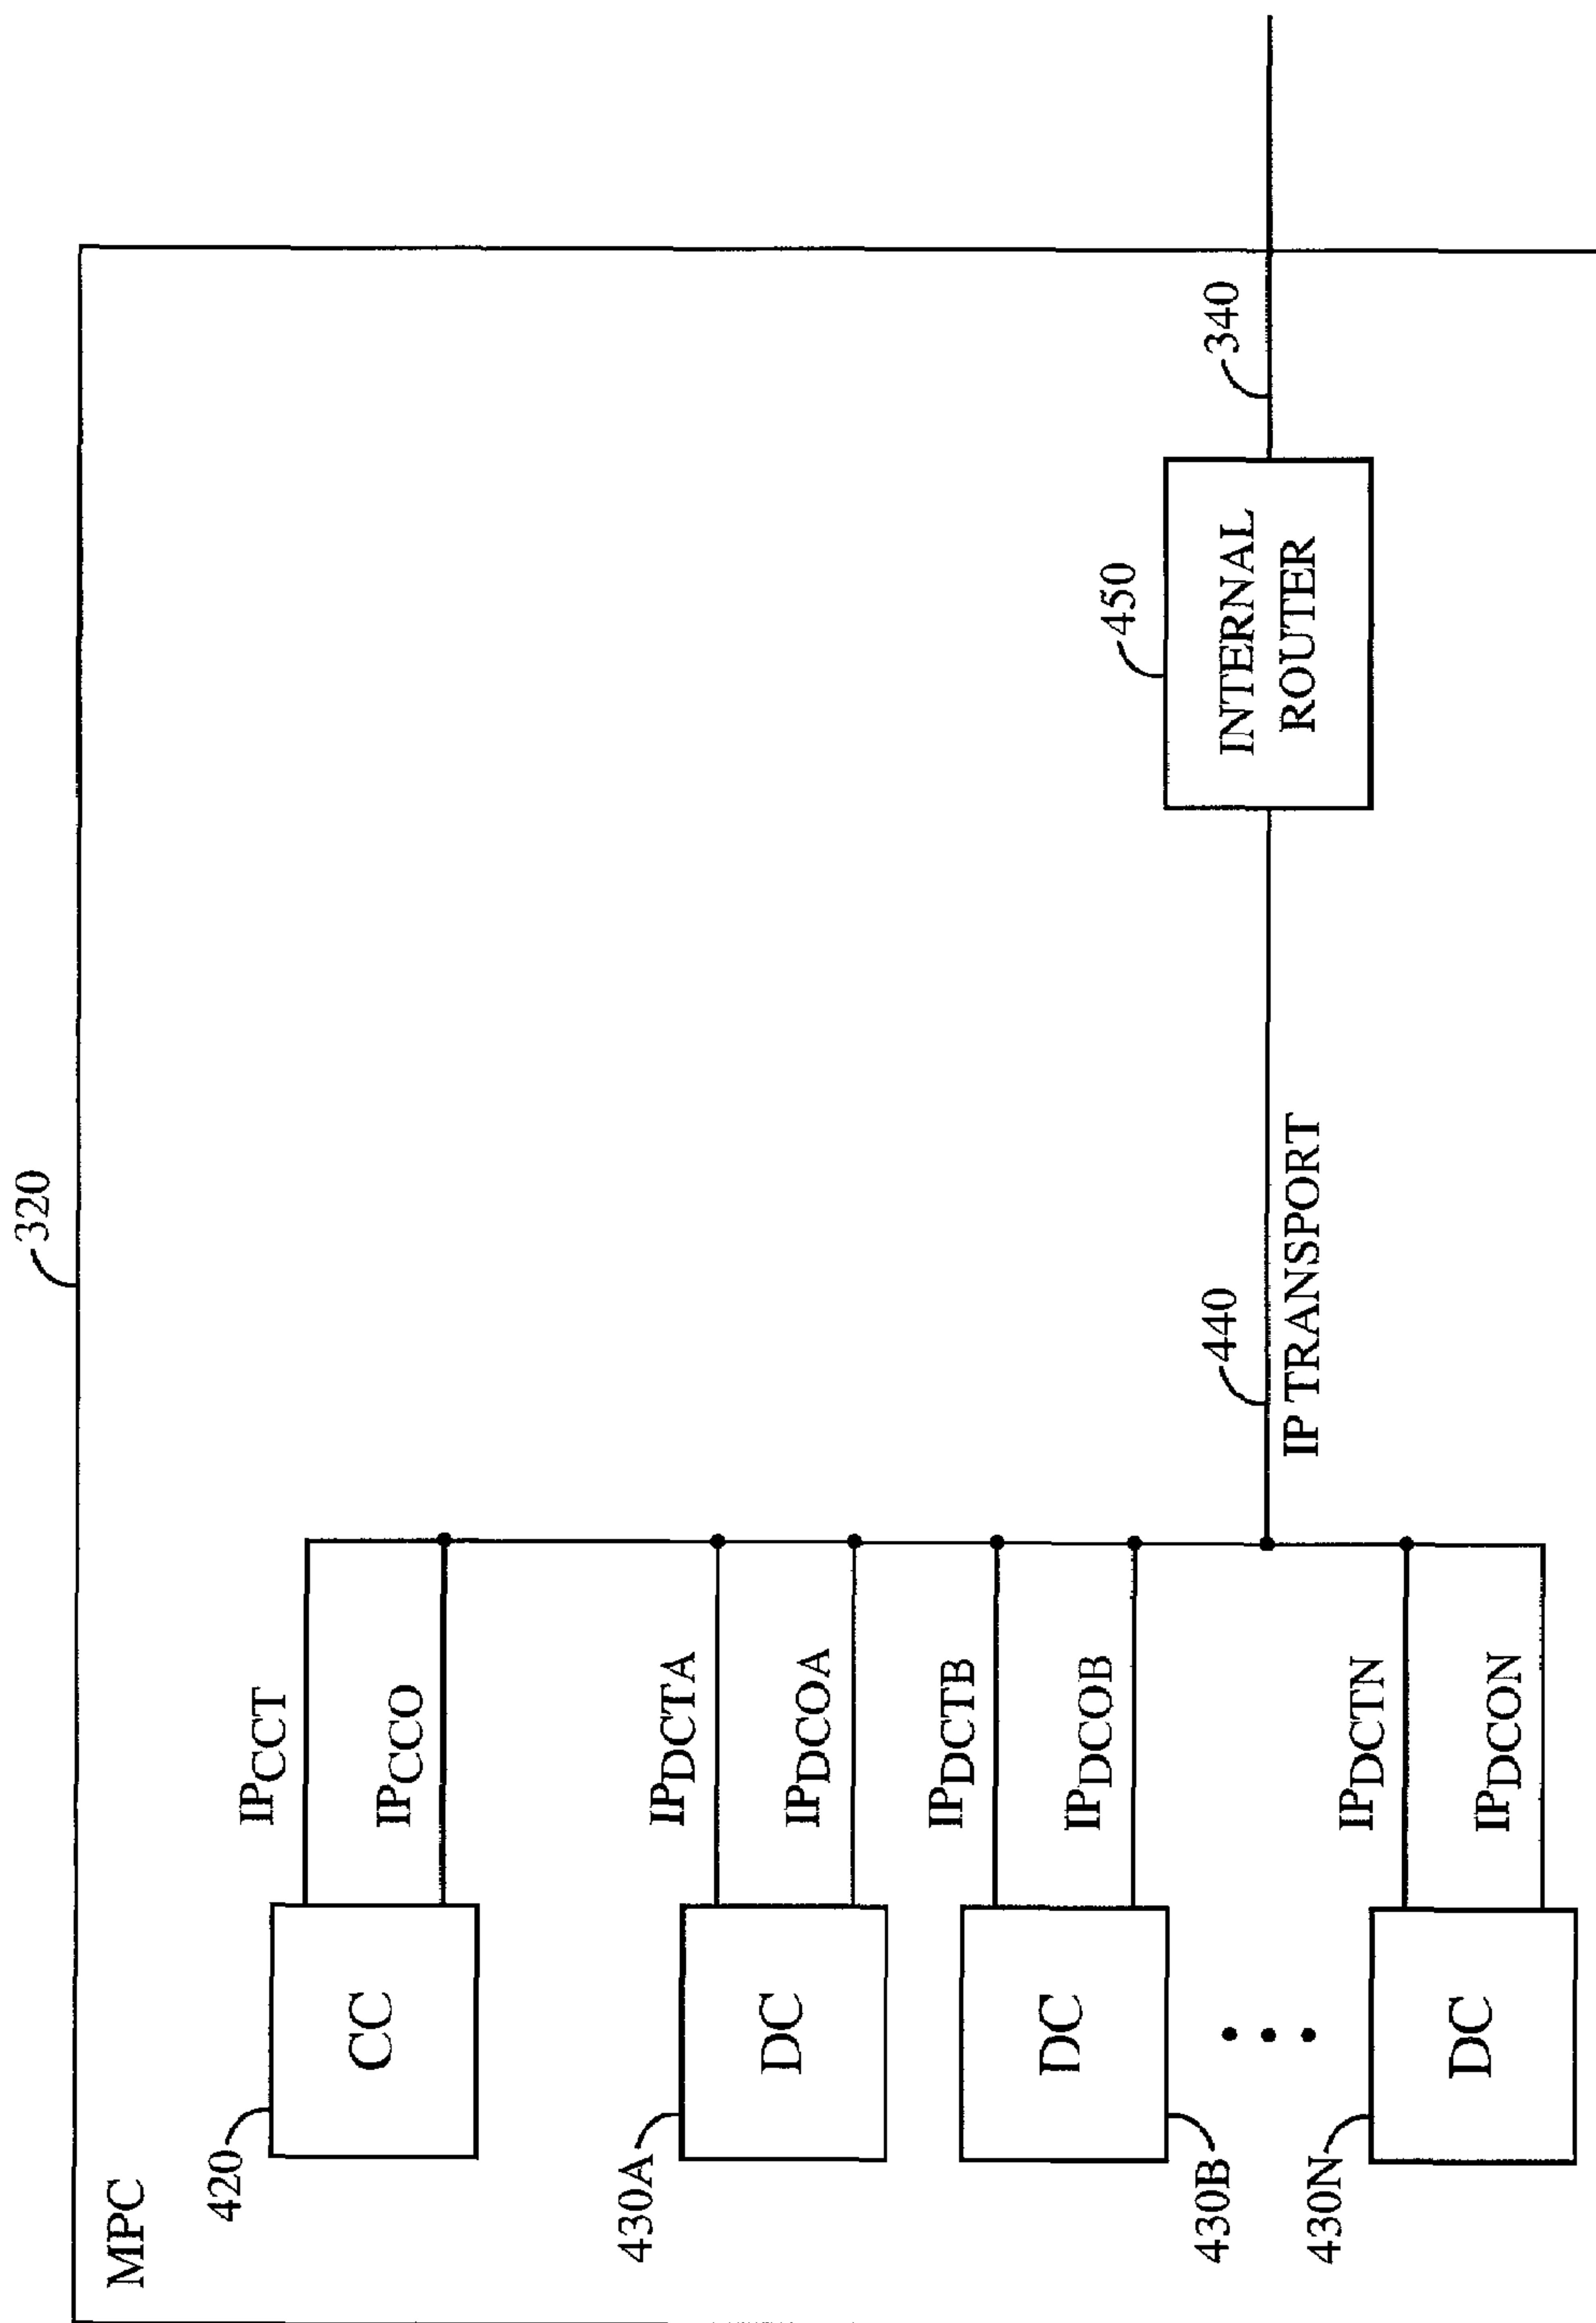 320
MPC
420
CC
IPCCT
IPCCO
430A
DC
IPDCTA
IPDCOA
DC
IPDCTB
IPDCOB
430B
440
IP TRANSPORT
450
INTERNAL
ROUTER
340
430N
DC
IPDCTN
IPDCON